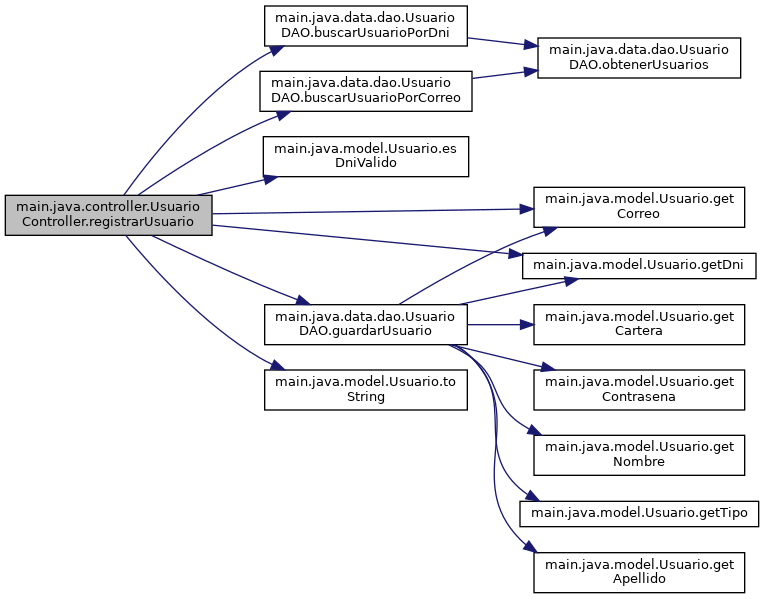 main.java.data.dao.Usuario
DAO.buscarUsuarioPorDni
main.java.data.dao.Usuario
DAO.obtenerUsuarios
main.java.data.dao.Usuario
DAO.buscarUsuarioPorCorreo
main.java.model.Usuario.es
DniValido
main.java.controller.Usuario
Controller.registrarUsuario
main.java.model.Usuario.get
Correo
main.java.model.Usuario.getDni
main.java.data.dao.Usuario
DAO.guardarUsuario
main.java.model.Usuario.get
Cartera
main.java.model.Usuario.to
String
main.java.model.Usuario.get
Contrasena
main.java.model.Usuario.get
Nombre
main.java.model.Usuario.getTipo
main.java.model.Usuario.get
Apellido